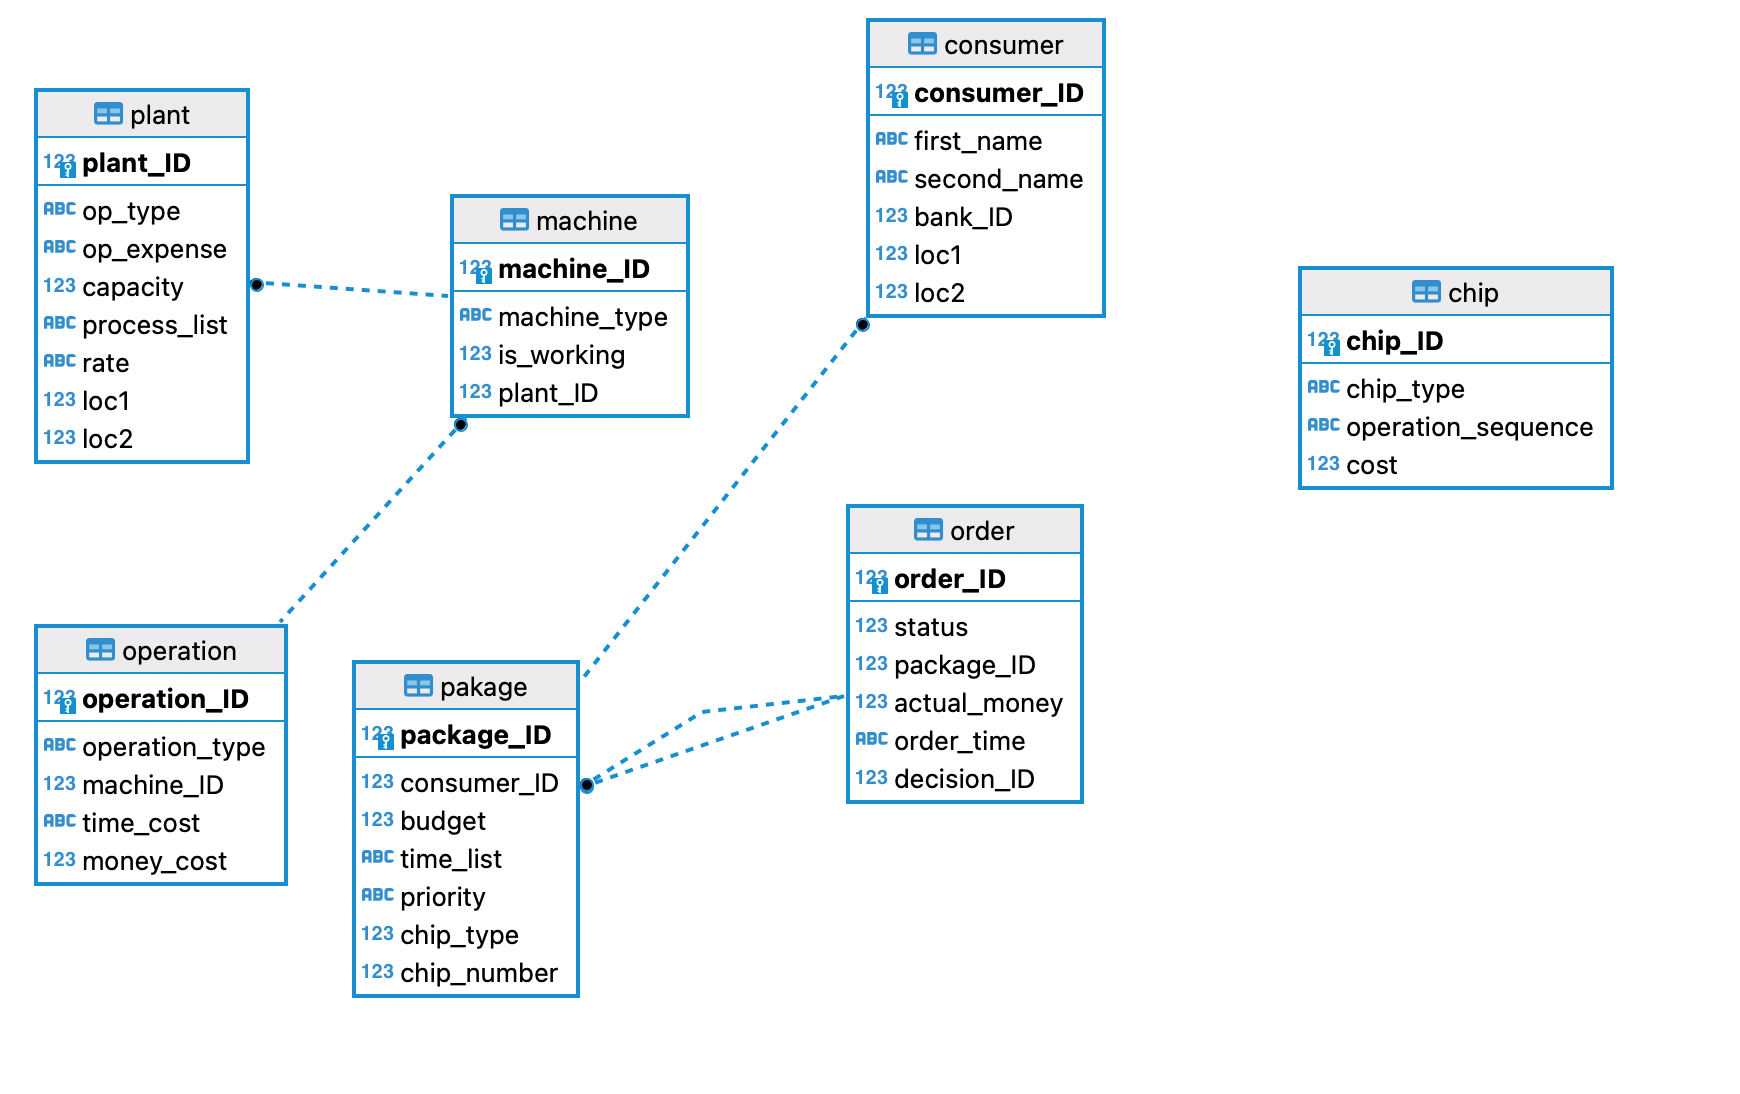 plant
123 plant_ID
ABC op_type
ABC op_expense
123 capacity
ABC process_list
ABC rate
123 loc1
123 loc2
machine
123 machine_ID
ABC machine_type
123 is_working
123 plant_ID
consumer
123 consumer_ID
ABC first_name
ABC second_name
123 bank_ID
123 loc1
123 loc2
chip
123 chip_ID
ABC chip_type
ABC operation_sequence
123 cost
operation
123 operation_ID
ABC operation_type
123 machine_ID
ABC time_cost
123 money_cost
pakage
123 package_ID
123 consumer_ID
123 budget
ABC time_list
ABC priority
123 chip_type
123 chip_number
order
123 order_ID
123 status
123 package_ID
123 actual_money
ABC order_time
123 decision_ID